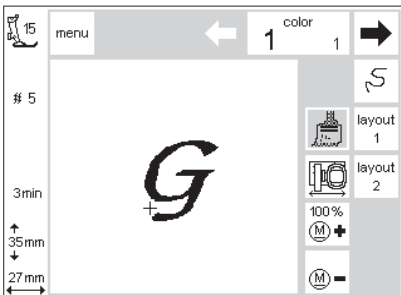 15
menu
color
1 1
# 5
layout
1
layout
2
G
3min
100%
M +
35mm
M -
27mm